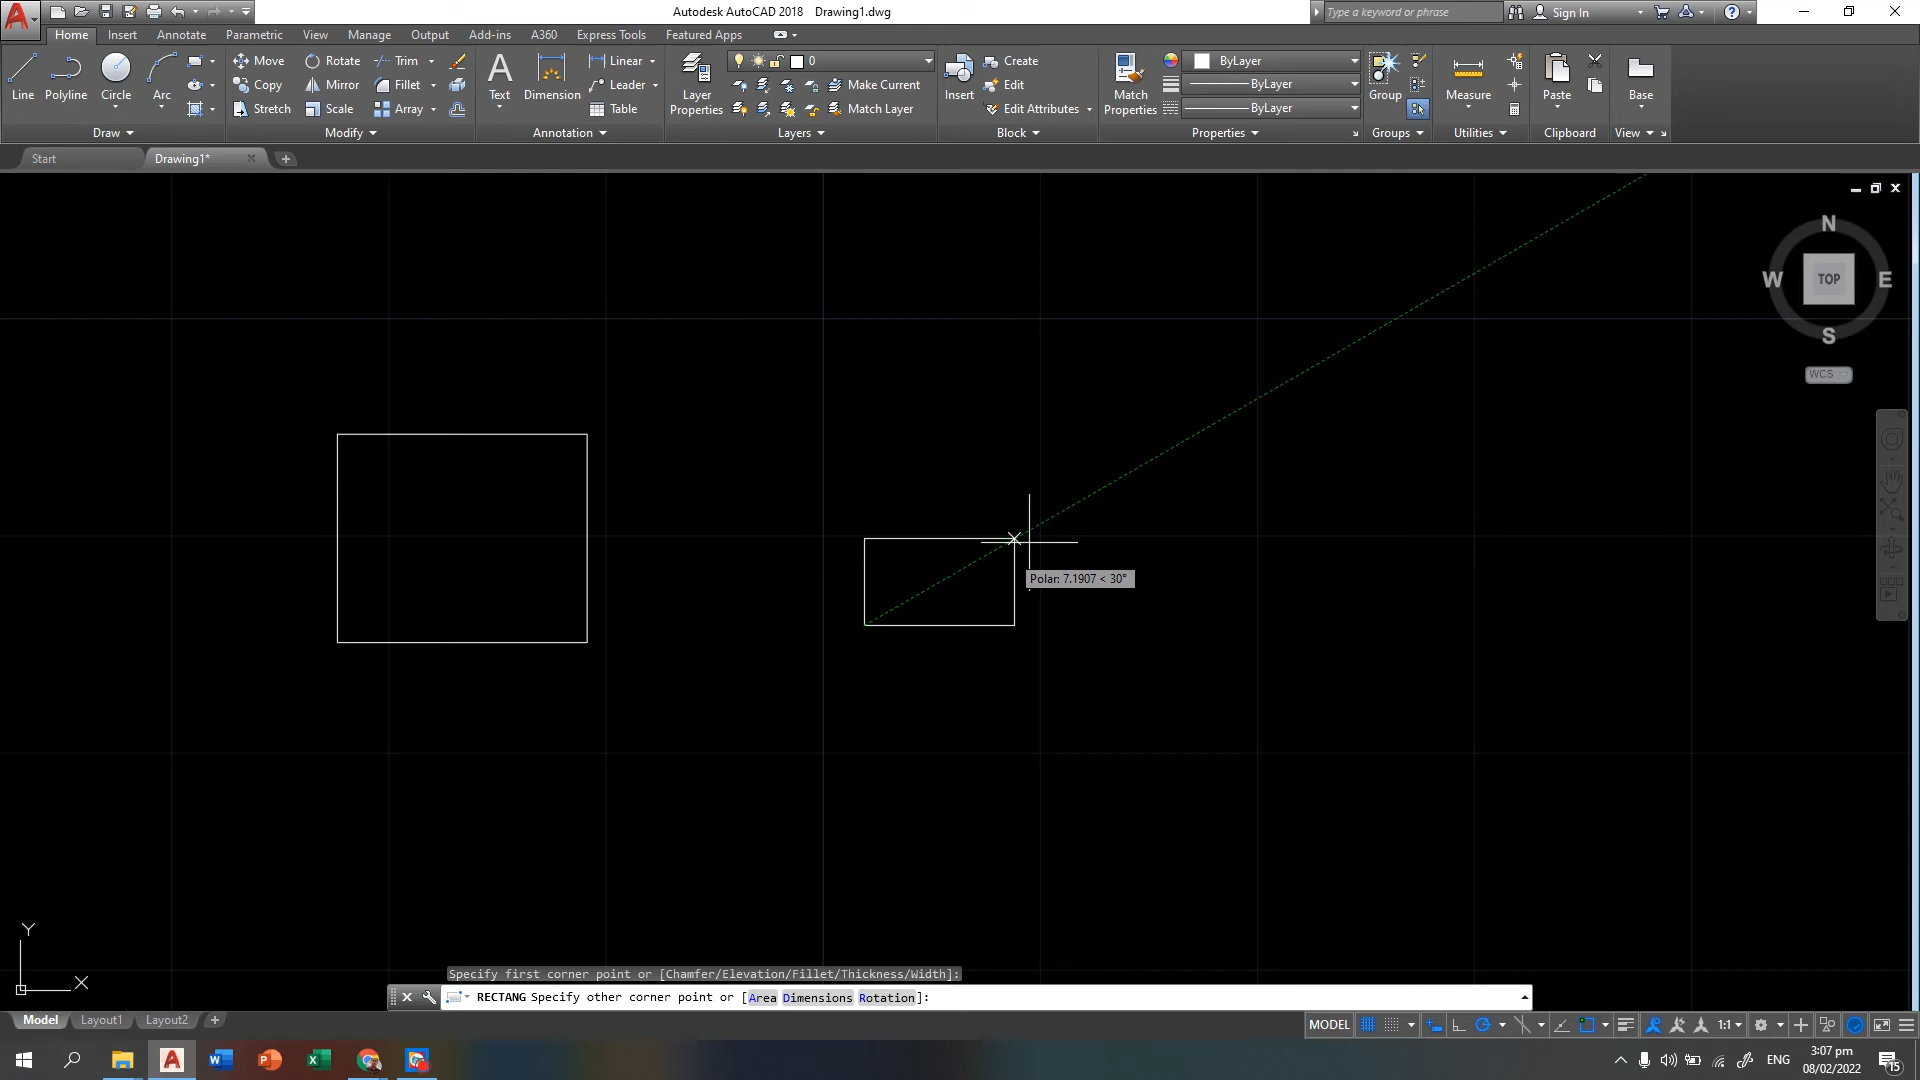 Autodesk AutoCAD 2018 Drawing1.dwg
Type a keyword or phrase
Sign In
Home Insert Annotate Parametric View Manage Output Add-ins A360 Express Tools Featured Apps
Line
Polyline
Circle
Arc
Draw
Move Rotate Trim
Copy Mirror Fillet
Stretch Scale Array
Modify
Text
Dimension
Linear
Leader
Table
Annotation
Layer Properties
0
Make Current
Match Layer
Layers
Insert
Create
Edit
Edit Attributes
Block
Match Properties
ByLayer
ByLayer
ByLayer
Properties
Group
Groups
Measure
Utilities
Paste
Clipboard
Base
View
Start
Drawing1*
N
W TOP E
S
WCS
Polar: 7.1907 < 30°
Y
X
Specify first corner point or [Chamfer/Elevation/Fillet/Thickness/Width]:
RECTANG Specify other corner point or [Area Dimensions Rotation]:
Model Layout1 Layout2
MODEL
1:1
ENG
3:07 pm
08/02/2022
15